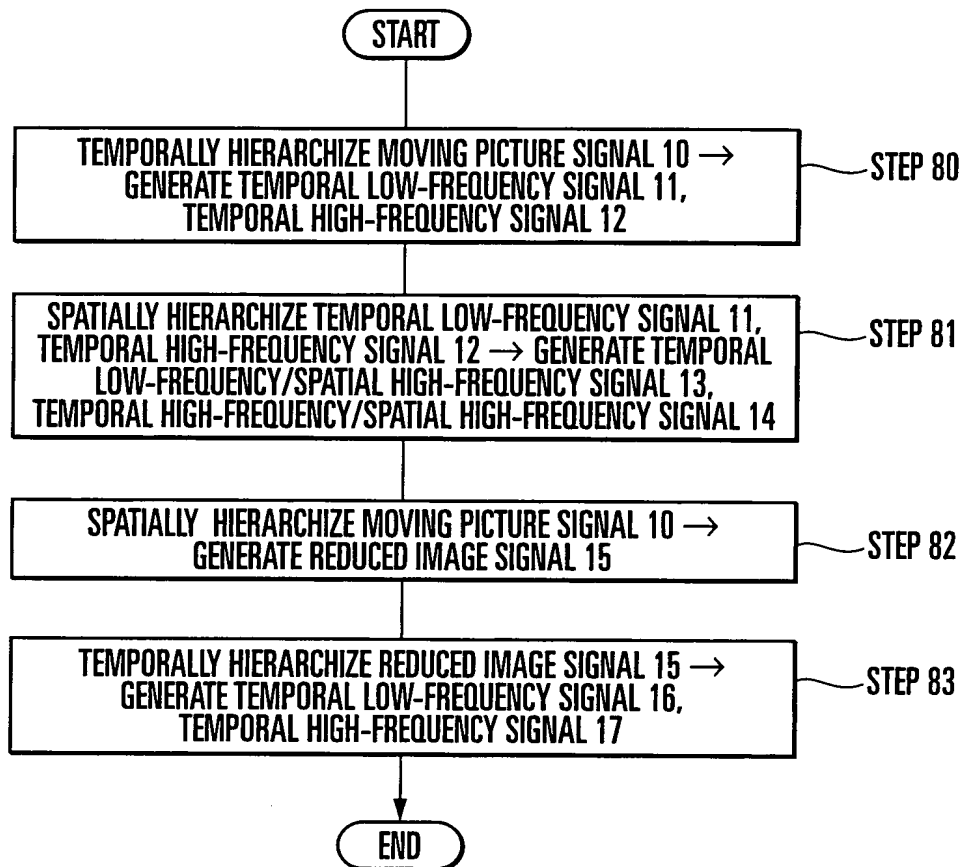 START
TEMPORALLY HIERARCHIZE MOVING PICTURE SIGNAL 10 →
GENERATE TEMPORAL LOW-FREQUENCY SIGNAL 11,
TEMPORAL HIGH-FREQUENCY SIGNAL 12
STEP 80
SPATIALLY HIERARCHIZE TEMPORAL LOW-FREQUENCY SIGNAL 11,
TEMPORAL HIGH-FREQUENCY SIGNAL 12 → GENERATE TEMPORAL
LOW-FREQUENCY/SPATIAL HIGH-FREQUENCY SIGNAL 13,
TEMPORAL HIGH-FREQUENCY/SPATIAL HIGH-FREQUENCY SIGNAL 14
STEP 81
SPATIALLY HIERARCHIZE MOVING PICTURE SIGNAL 10 →
GENERATE REDUCED IMAGE SIGNAL 15
STEP 82
TEMPORALLY HIERARCHIZE REDUCED IMAGE SIGNAL 15 →
GENERATE TEMPORAL LOW-FREQUENCY SIGNAL 16,
TEMPORAL HIGH-FREQUENCY SIGNAL 17
STEP 83
END